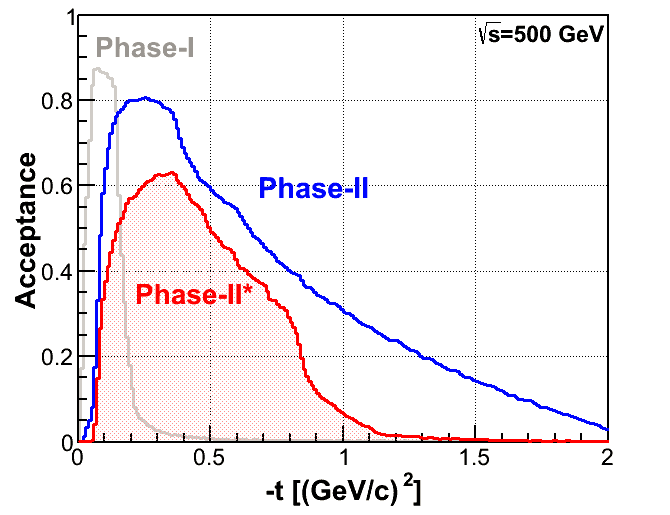 1
Phase-I
√s=500 GeV
0.8
Phase-II
0.6
Acceptance
0.4
Phase-II*
0.2
0
0
0.5
1
1.5
2
-t [(GeV/c)²]